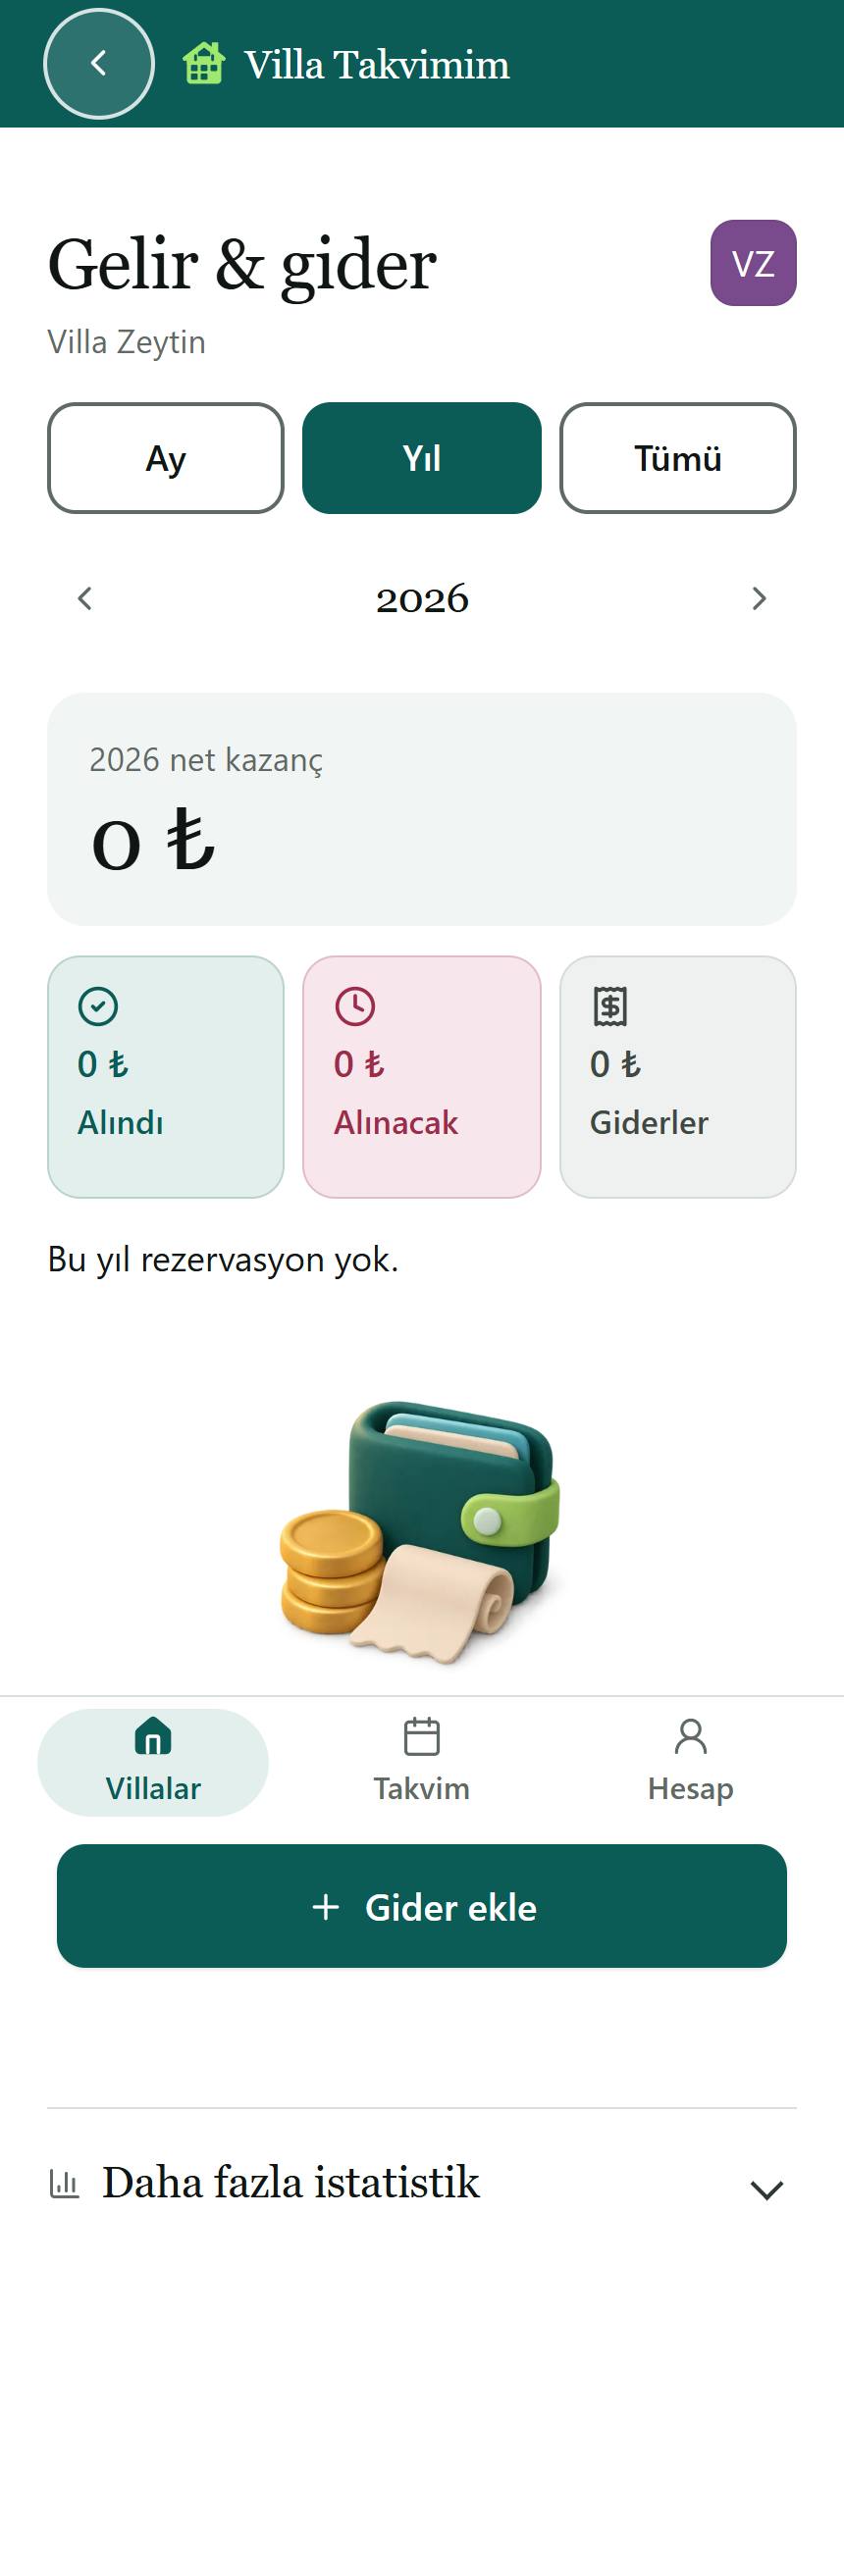 Villa Takvimim
Gelir & gider
VZ
Villa Zeytin
Ay
Yıl
Tümü
2026
2026 net kazanç
0 ₺
0 ₺
Alındı
0 ₺
Alınacak
0 ₺
Giderler
Bu yıl rezervasyon yok.
Villalar
Takvim
Hesap
Gider ekle
Daha fazla istatistik